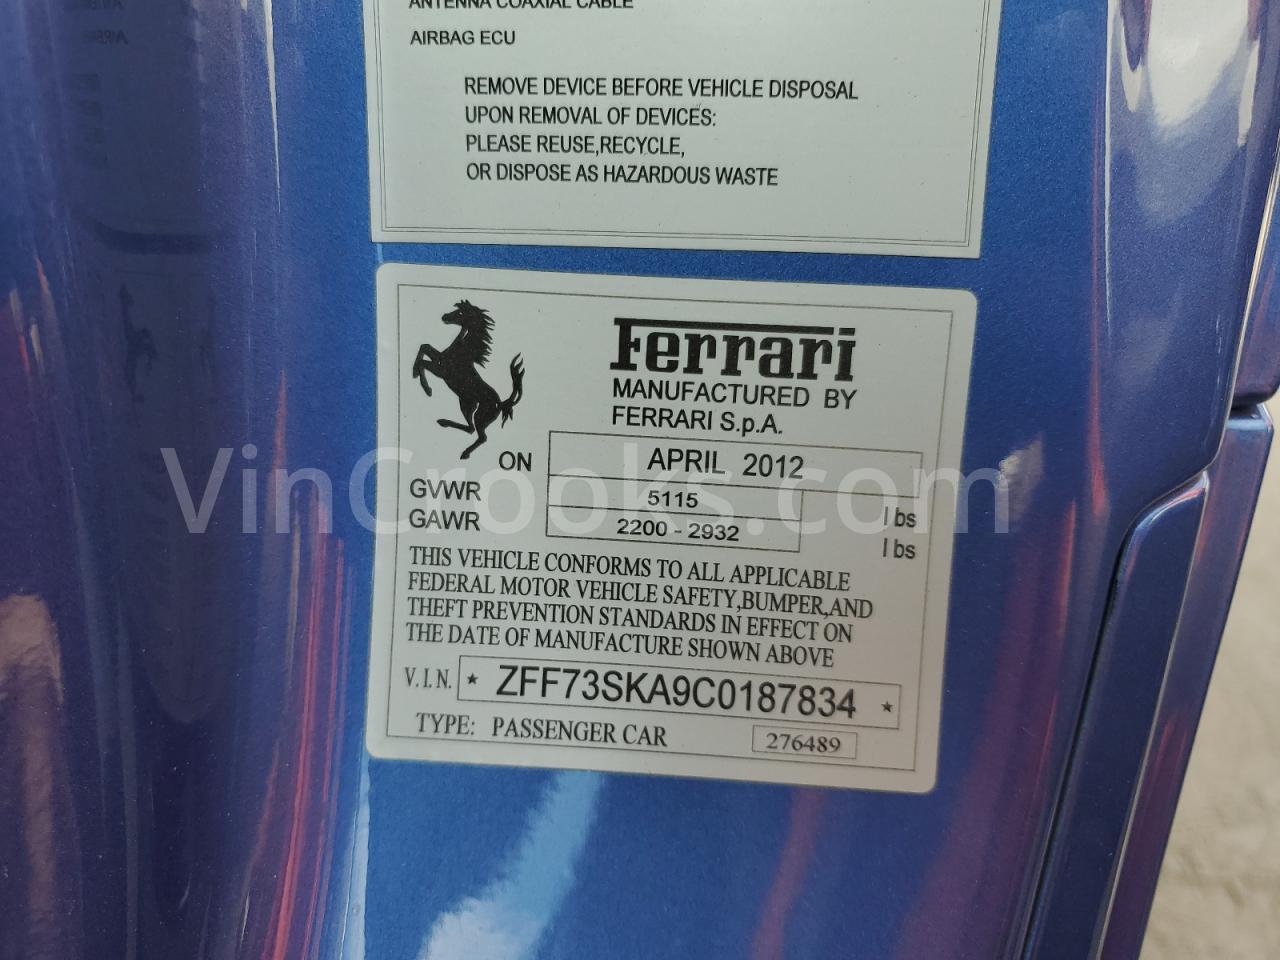 ANTENNA COAXIAL CABLE
AIRBAG ECU
REMOVE DEVICE BEFORE VEHICLE DISPOSAL
UPON REMOVAL OF DEVICES:
PLEASE REUSE,RECYCLE,
OR DISPOSE AS HAZARDOUS WASTE
Ferrari
MANUFACTURED BY
FERRARI S.p.A.
ON APRIL 2012
GVWR 5115 lbs
GAWR 2200 - 2932 lbs
VinCrooks.com
THIS VEHICLE CONFORMS TO ALL APPLICABLE
FEDERAL MOTOR VEHICLE SAFETY,BUMPER,AND
THEFT PREVENTION STANDARDS IN EFFECT ON
THE DATE OF MANUFACTURE SHOWN ABOVE
V.I.N. * ZFF73SKA9C0187834 *
TYPE: PASSENGER CAR 276489